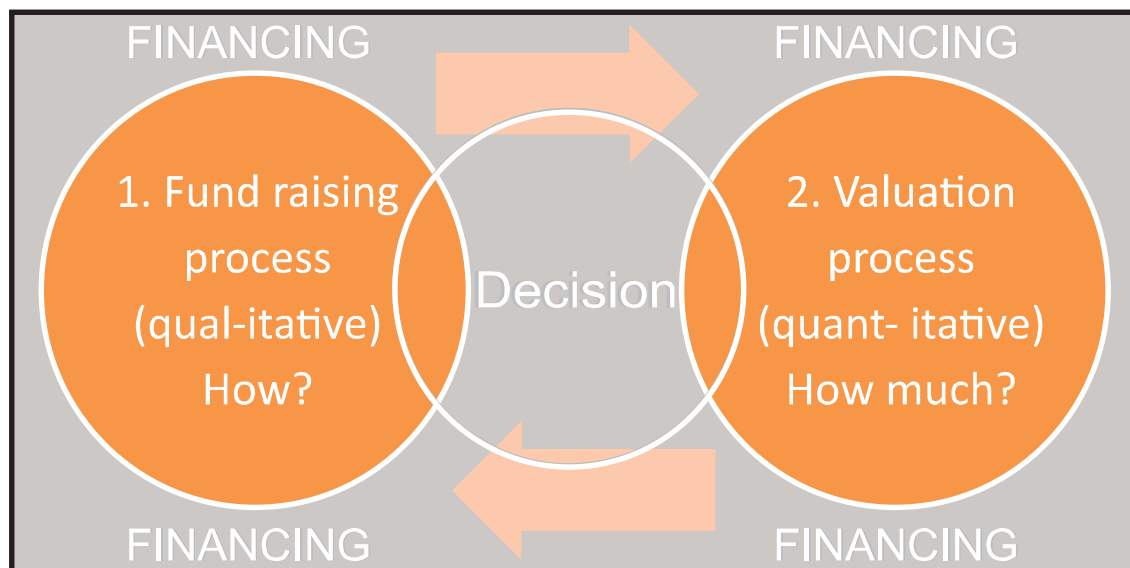 FINANCING
FINANCING
1. Fund raising
process
(qual-itative)
How?
Decision
2. Valuation
process
(quant- itative)
How much?
FINANCING
FINANCING